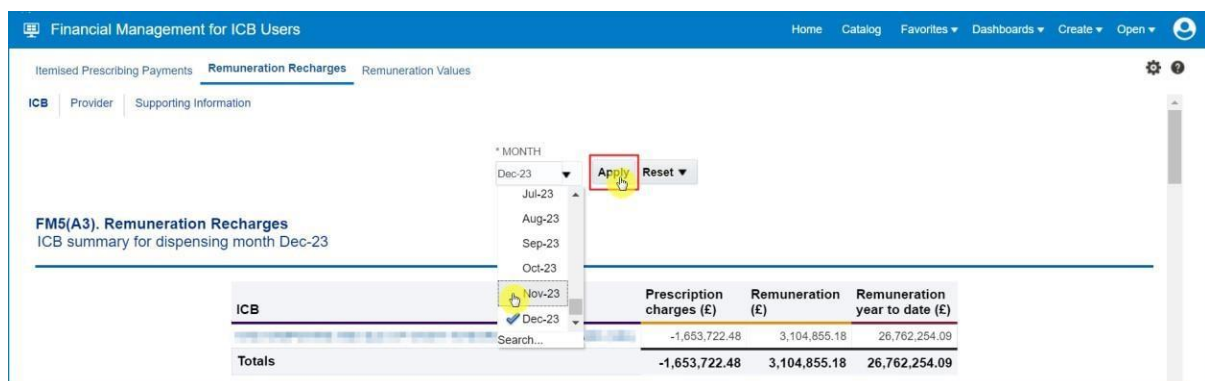 Financial Management for ICB Users
Home Catalog Favorites Dashboards Create Open
Itemised Prescribing Payments Remuneration Recharges Remuneration Values
ICB Provider Supporting Information
* MONTH
Dec-23 Apply Reset
Jul-23
Aug-23
Sep-23
Oct-23
Nov-23
Dec-23
Search...
FM5(A3). Remuneration Recharges
ICB summary for dispensing month Dec-23
ICB Prescription charges (£) Remuneration (£) Remuneration year to date (£)
-1,653,722.48 3,104,855.18 26,762,254.09
Totals -1,653,722.48 3,104,855.18 26,762,254.09